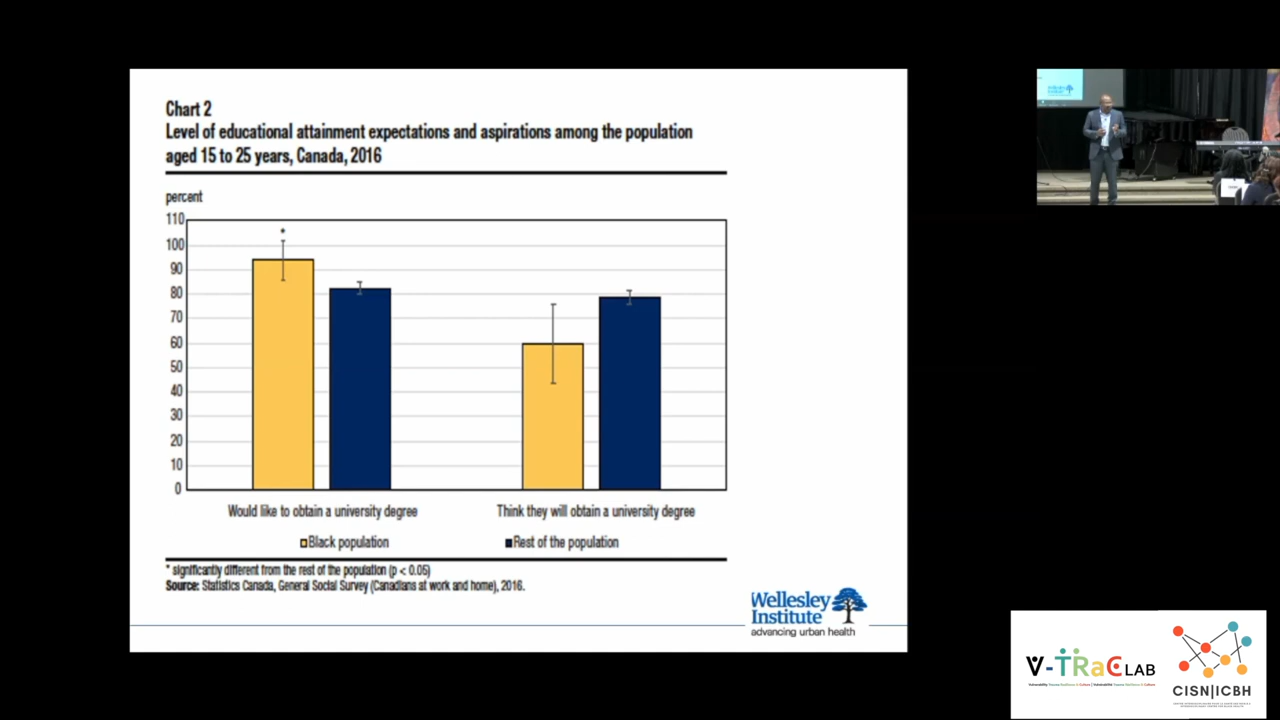 Chart 2
Level of educational attainment expectations and aspirations among the population
aged 15 to 25 years, Canada, 2016
percent
110
100
90
80
70
60
50
40
30
20
10
0
*
Would like to obtain a university degree
Think they will obtain a university degree
Black population
Rest of the population
* significantly different from the rest of the population (p < 0.05)
Source: Statistics Canada, General Social Survey (Canadians at work and home), 2016.
Wellesley
Institute
advancing urban health
V-TRaC LAB
CISN|ICBH